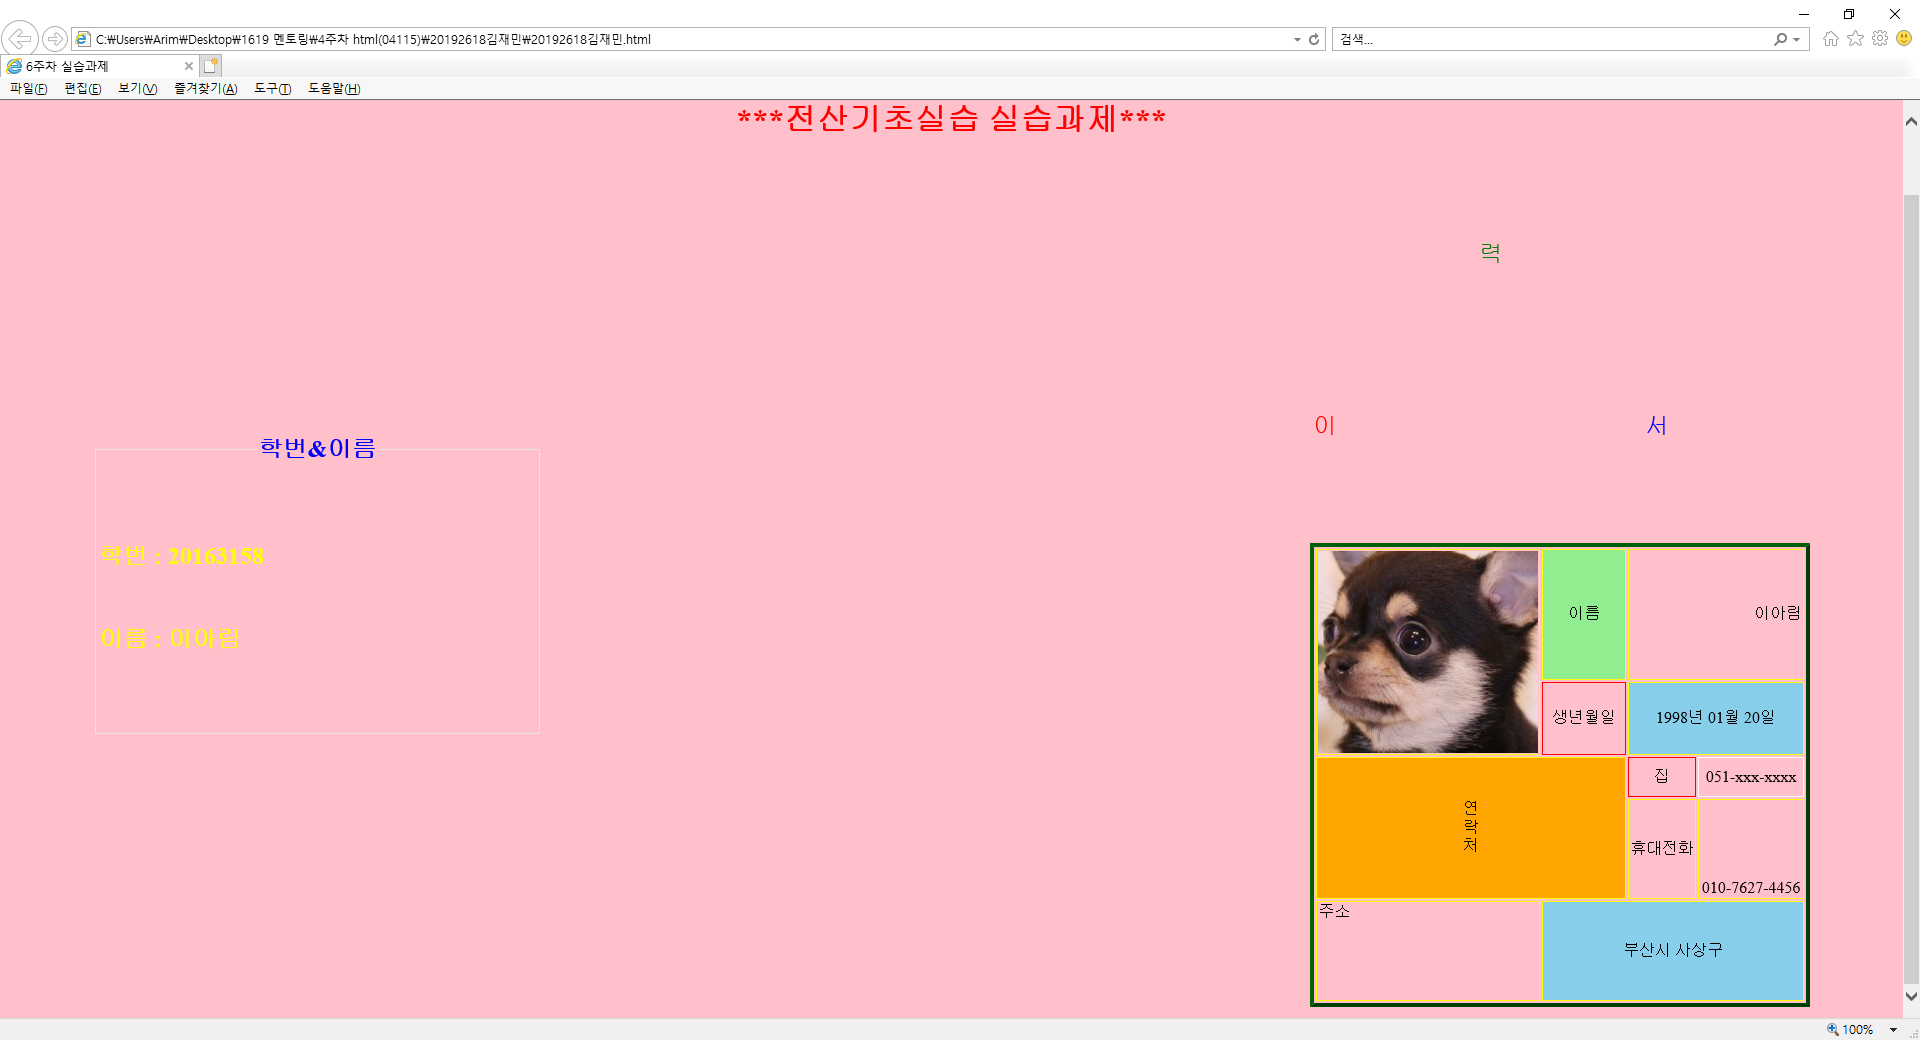 C:₩Users₩Arim₩Desktop₩1619 멘토링₩4주차 html(04115)₩20192618김재민₩20192618김재민.html
검색...
6주차 실습과제
파일(F) 편집(E) 보기(V) 즐겨찾기(A) 도구(T) 도움말(H)
***전산기초실습 실습과제***
력
이
서
학번&이름
학번 : 20163158
이름 : 이아림
이름
이아림
생년월일
1998년 01월 20일
연
락
처
집
051-xxx-xxxx
휴대전화
010-7627-4456
주소
부산시 사상구
100%